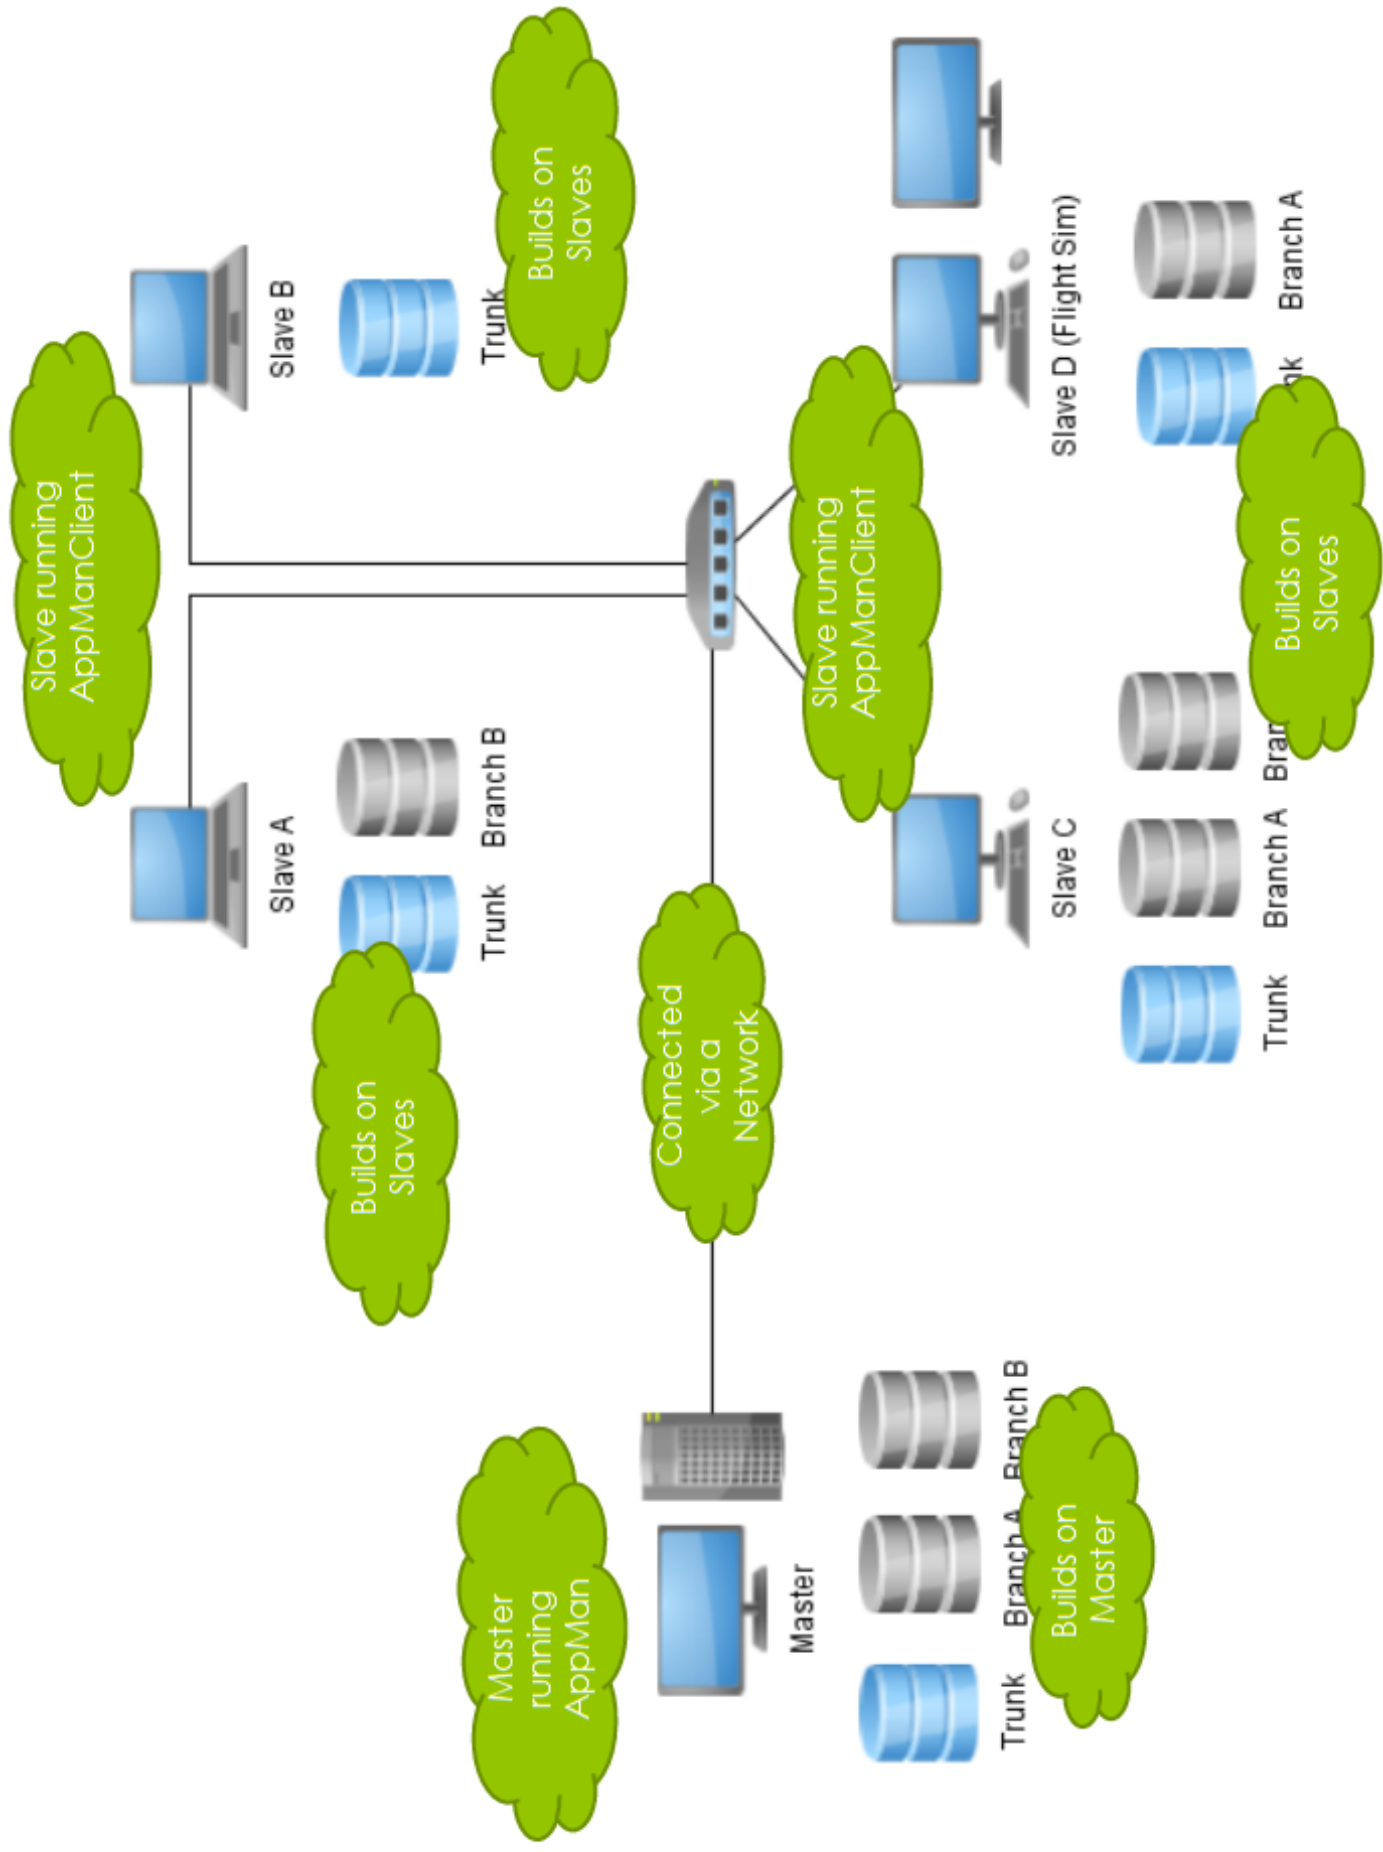 Slave running
AppManClient
Slave A
Slave B
Trunk
Branch B
Trunk
Builds on
Slaves
Builds on
Slaves
Master
running
AppMan
Connected
via a
Network
Slave running
AppManClient
Master
Slave C
Slave D (Flight Sim)
Trunk
Branch A
Branch B
Builds on
Master
Trunk
Branch A
Branch A
Builds on
Slaves